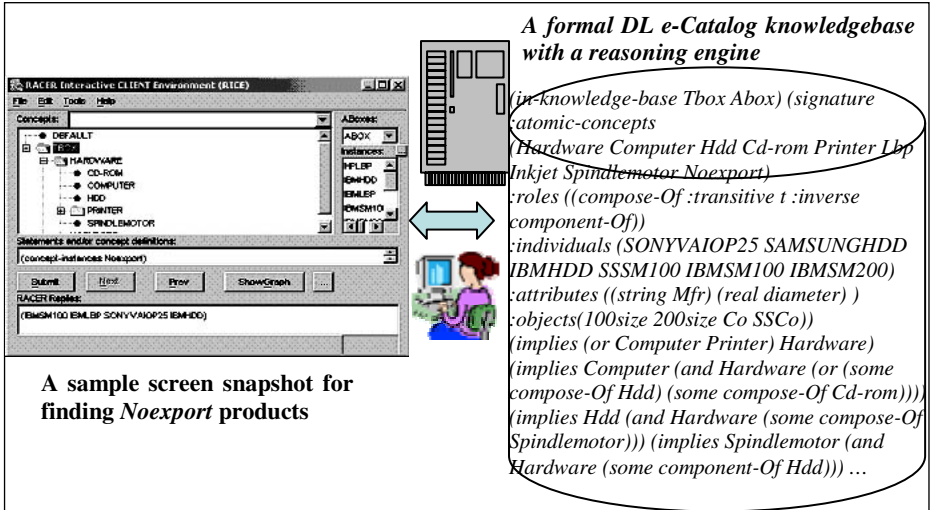 A formal DL e-Catalog knowledgebase
with a reasoning engine
RACER Interactive CLIENT Environment (RICE)
File Edit Tools Help
Concepts:
ABoxes:
DEFAULT
ABOX
TBOX
Instances:
HARDWARE
HPLBP
CD-ROM
IBMHDD
COMPUTER
IBMLBP
HDD
IBMSM10
PRINTER
SPINDLEMOTOR
Statements and/or concept definitions:
(concept-instances Noexport)
Submit Next Prev ShowGraph ...
RACER Replies:
(IBMSM100 IBMLBP SONYVAIOP25 IBMHDD)
A sample screen snapshot for
finding Noexport products
(in-knowledge-base Tbox Abox) (signature
:atomic-concepts
(Hardware Computer Hdd Cd-rom Printer Lbp
Inkjet Spindlemotor Noexport)
:roles ((compose-Of :transitive t :inverse
component-Of))
:individuals (SONYVAIOP25 SAMSUNGHDD
IBMHDD SSSM100 IBMSM100 IBMSM200)
:attributes ((string Mfr) (real diameter) )
:objects(100size 200size Co SSCo))
(implies (or Computer Printer) Hardware)
(implies Computer (and Hardware (or (some
compose-Of Hdd) (some compose-Of Cd-rom))))
(implies Hdd (and Hardware (some compose-Of
Spindlemotor))) (implies Spindlemotor (and
Hardware (some component-Of Hdd))) …